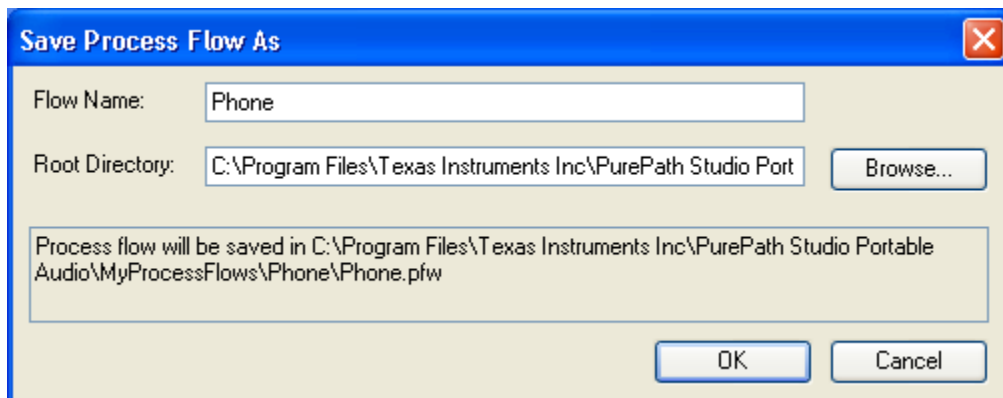 Save Process Flow As
Flow Name: Phone
Root Directory: C:\Program Files\Texas Instruments Inc\PurePath Studio Port Browse...
Process flow will be saved in C:\Program Files\Texas Instruments Inc\PurePath Studio Portable
Audio\MyProcessFlows\Phone\Phone.pfw
OK Cancel